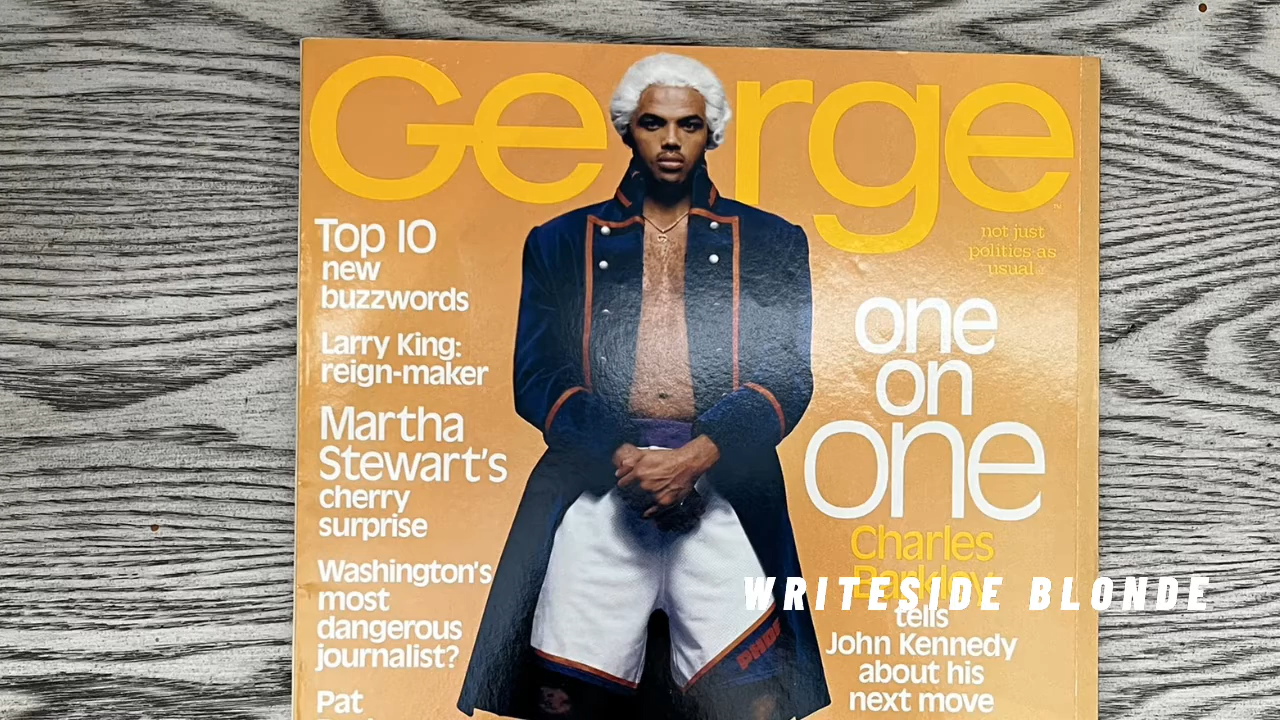 George
not just
politics as
usual
Top 10
new
buzzwords
Larry King:
reign-maker
Martha
Stewart's
cherry
surprise
Washington's
most
dangerous
journalist?
Pat
one
on
one
Charles
Barkley
tells
John Kennedy
about his
next move
WRITESIDE BLONDE